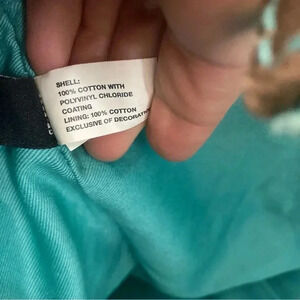 SHELL:
100% COTTON WITH
POLYVINYL CHLORIDE
COATING
LINING: 100% COTTON
EXCLUSIVE OF DECORATION